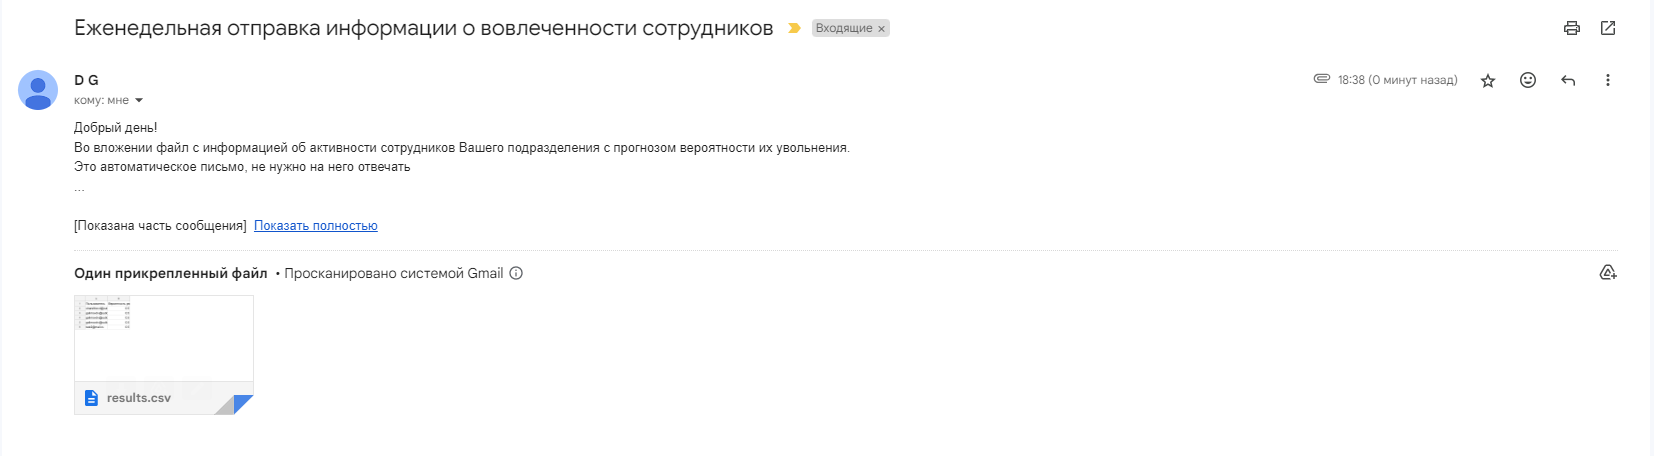 Еженедельная отправка информации о вовлеченности сотрудников Входящие ×
D G 18:38 (0 минут назад)
кому: мне
Добрый день!
Во вложении файл с информацией об активности сотрудников Вашего подразделения с прогнозом вероятности их увольнения.
Это автоматическое письмо, не нужно на него отвечать
...
[Показана часть сообщения] Показать полностью
Один прикрепленный файл • Просканировано системой Gmail
results.csv